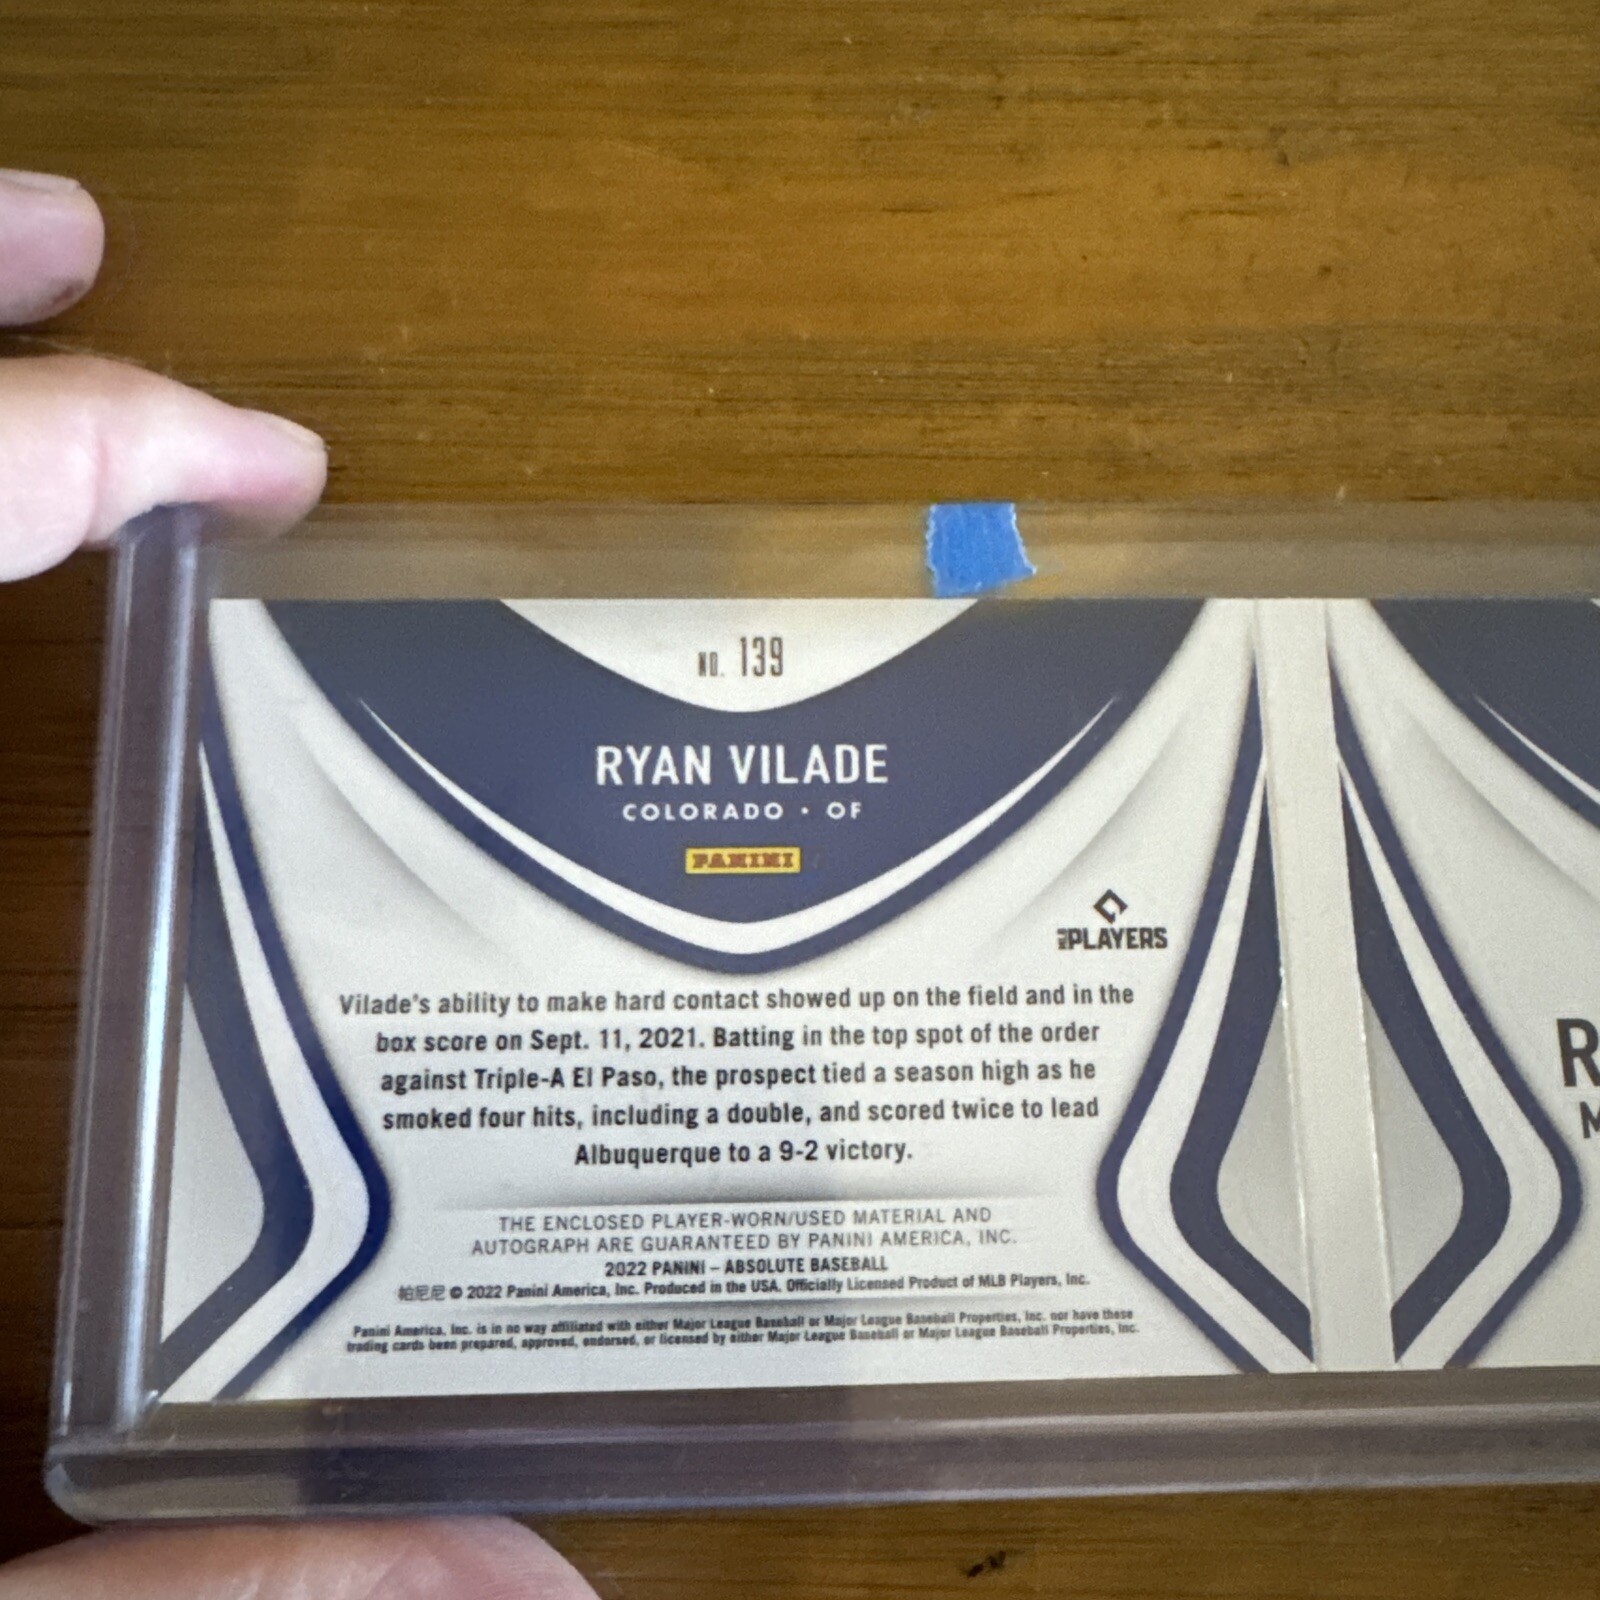 NO. 139
RYAN VILADE
COLORADO • OF
PANINI
MLB PLAYERS
Vilade's ability to make hard contact showed up on the field and in the
box score on Sept. 11, 2021. Batting in the top spot of the order
against Triple-A El Paso, the prospect tied a season high as he
smoked four hits, including a double, and scored twice to lead
Albuquerque to a 9-2 victory.
THE ENCLOSED PLAYER-WORN/USED MATERIAL AND
AUTOGRAPH ARE GUARANTEED BY PANINI AMERICA, INC.
2022 PANINI – ABSOLUTE BASEBALL
帕尼尼 © 2022 Panini America, Inc. Produced in the USA. Officially Licensed Product of MLB Players, Inc.
Panini America, Inc. is in no way affiliated with either Major League Baseball or Major League Baseball Properties, Inc. nor have these
trading cards been prepared, approved, endorsed, or licensed by either Major League Baseball or Major League Baseball Properties, Inc.
R
M